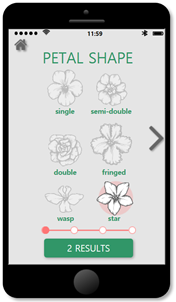 11:59
PETAL SHAPE
single semi-double
double fringed
wasp star
2 RESULTS